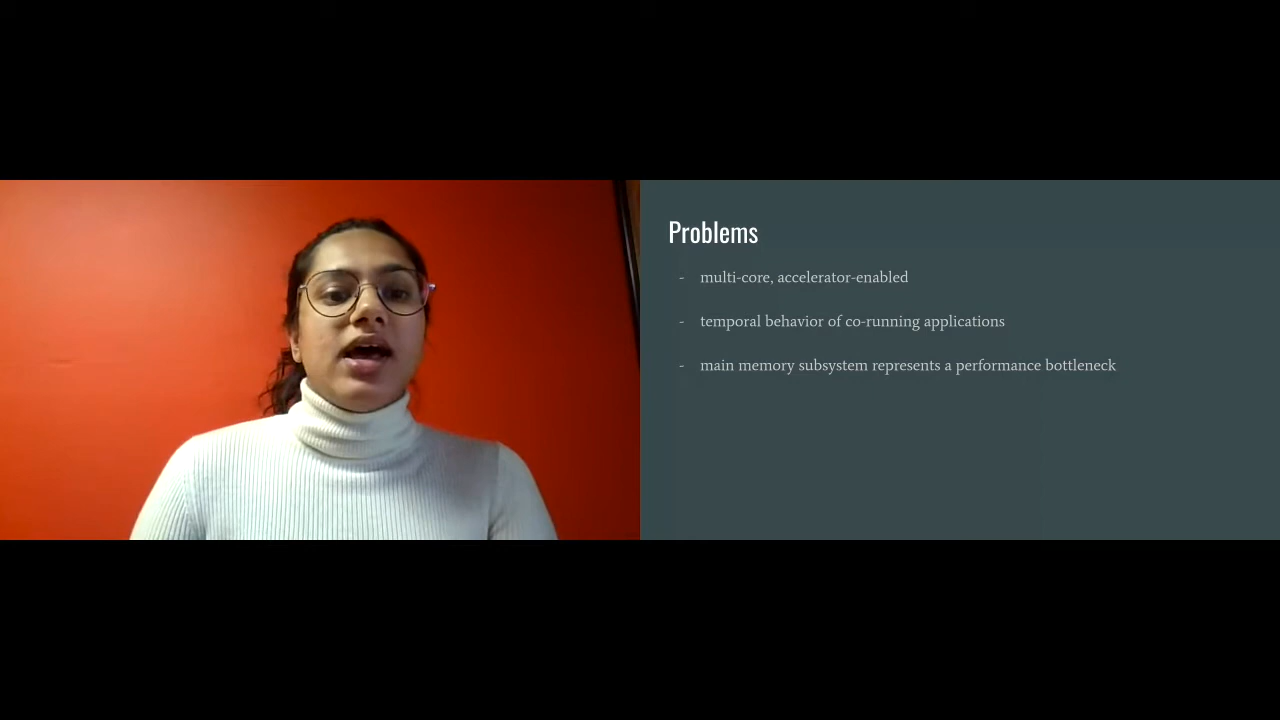 Problems
- multi-core, accelerator-enabled
- temporal behavior of co-running applications
- main memory subsystem represents a performance bottleneck